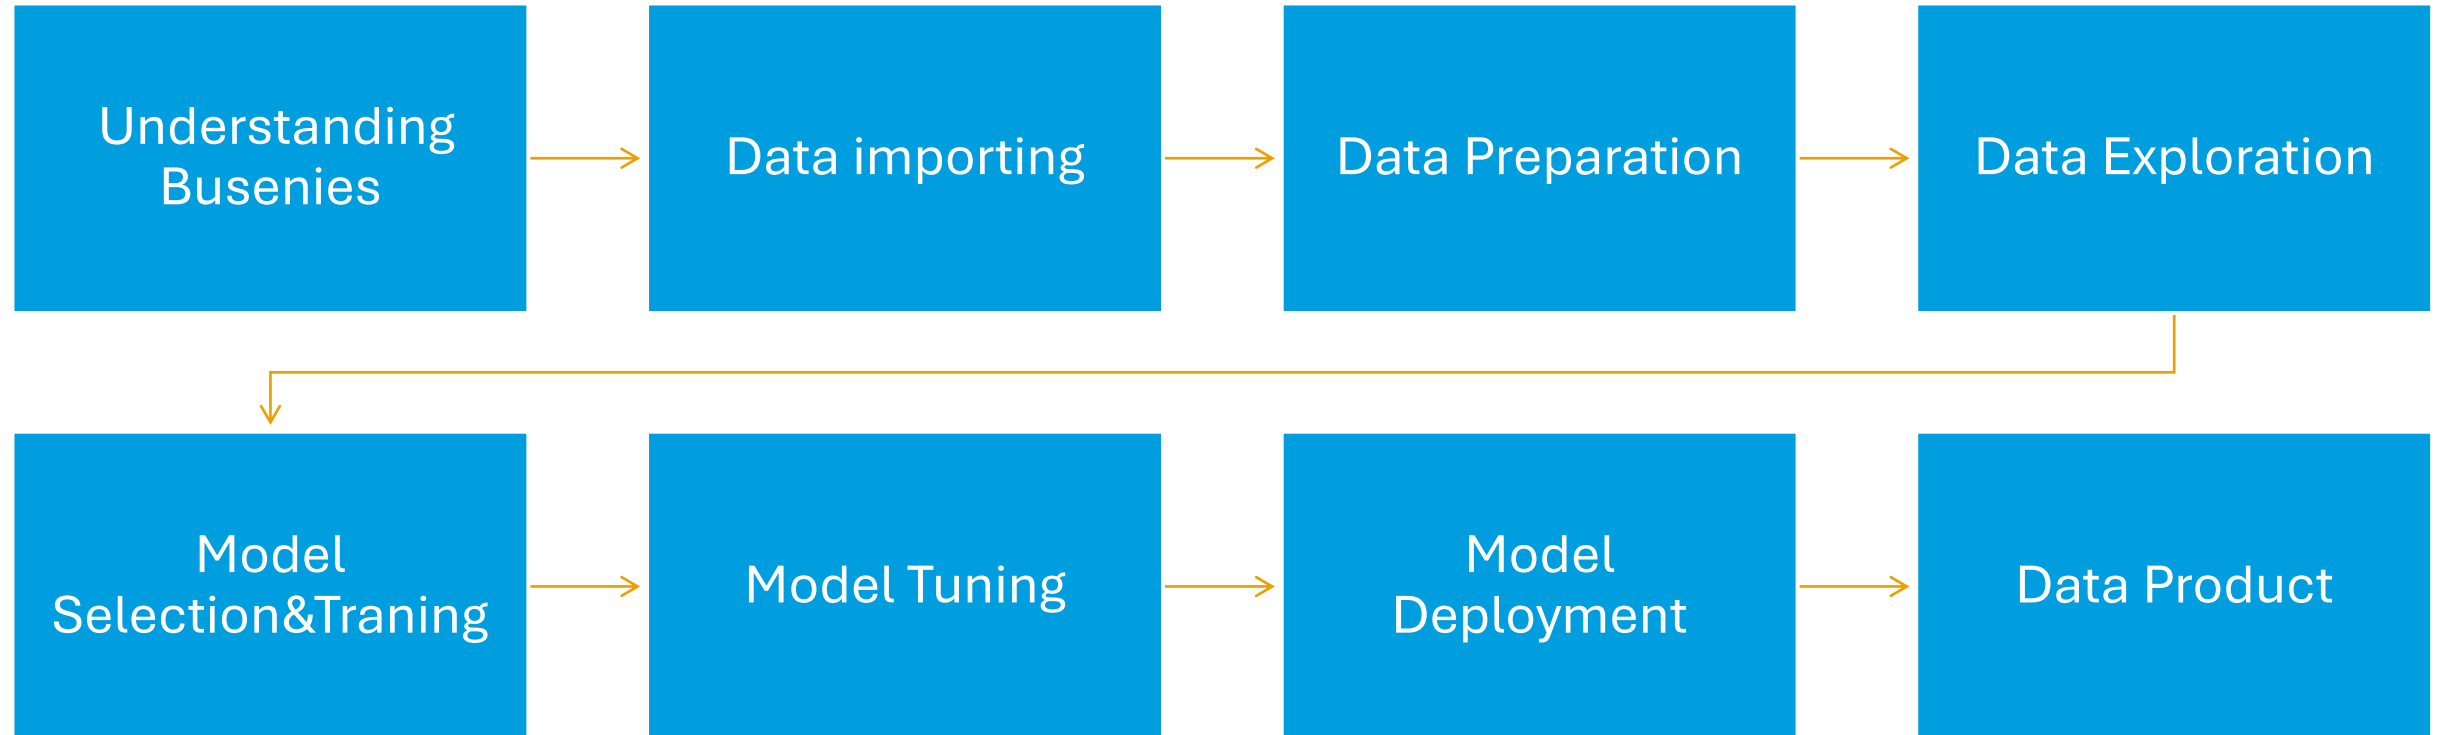 Understanding
Busenies
Data importing
Data Preparation
Data Exploration
Model
Selection&Traning
Model Tuning
Model
Deployment
Data Product